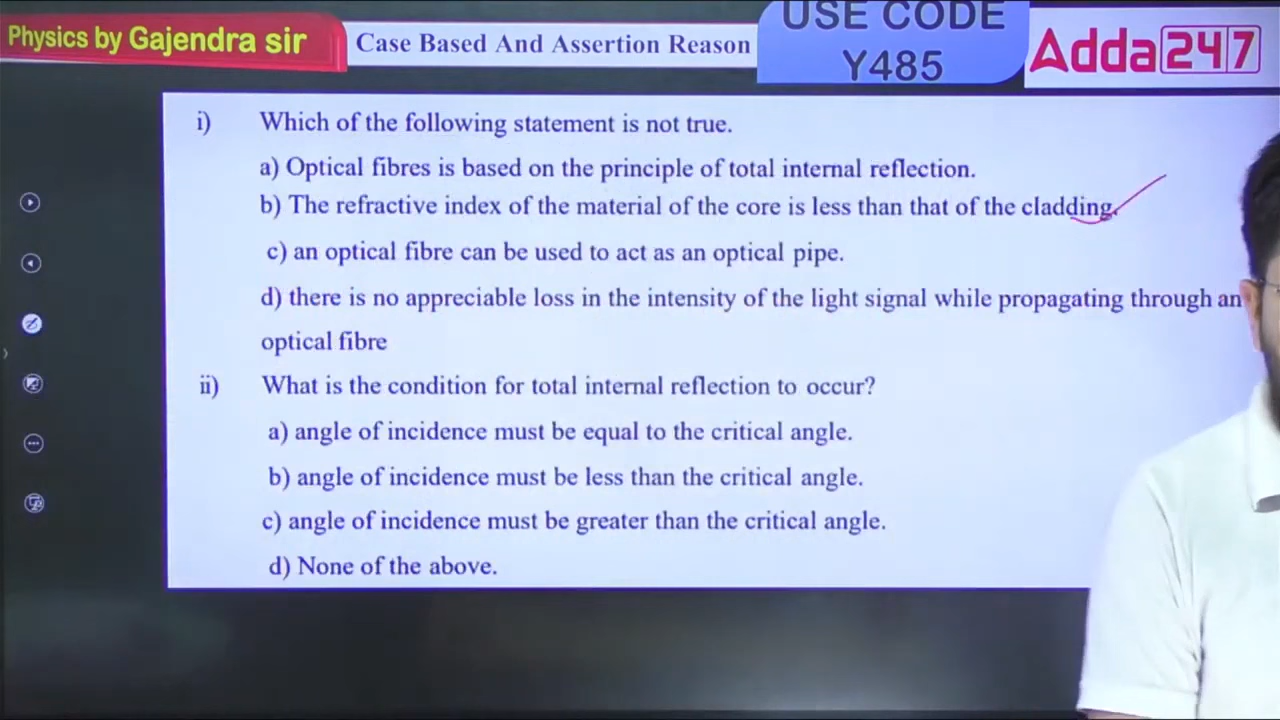 Physics by Gajendra sir
Case Based And Assertion Reason
USE CODE
Y485
Adda247
i) Which of the following statement is not true.
a) Optical fibres is based on the principle of total internal reflection.
b) The refractive index of the material of the core is less than that of the cladding.
c) an optical fibre can be used to act as an optical pipe.
d) there is no appreciable loss in the intensity of the light signal while propagating through an
optical fibre
ii) What is the condition for total internal reflection to occur?
a) angle of incidence must be equal to the critical angle.
b) angle of incidence must be less than the critical angle.
c) angle of incidence must be greater than the critical angle.
d) None of the above.